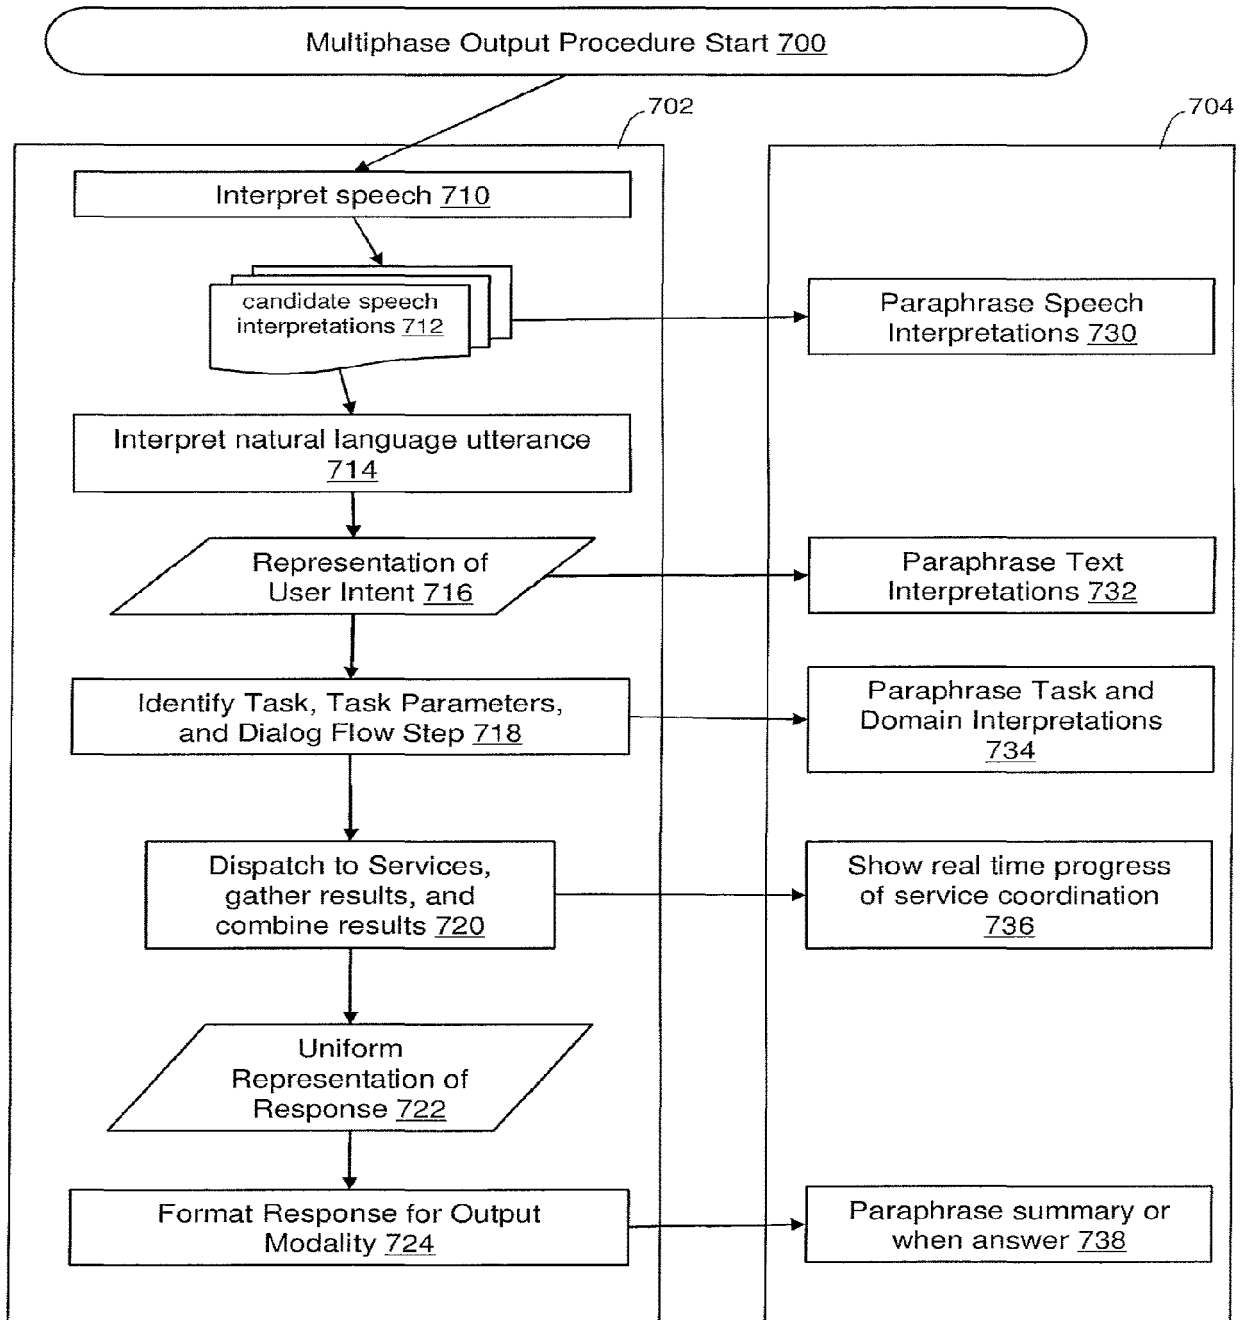 Multiphase Output Procedure Start 700
702
704
Interpret speech 710
candidate speech
interpretations 712
Paraphrase Speech
Interpretations 730
Interpret natural language utterance
714
Representation of
User Intent 716
Paraphrase Text
Interpretations 732
Identify Task, Task Parameters,
and Dialog Flow Step 718
Paraphrase Task and
Domain Interpretations
734
Dispatch to Services,
gather results, and
combine results 720
Show real time progress
of service coordination
736
Uniform
Representation of
Response 722
Format Response for Output
Modality 724
Paraphrase summary or
when answer 738